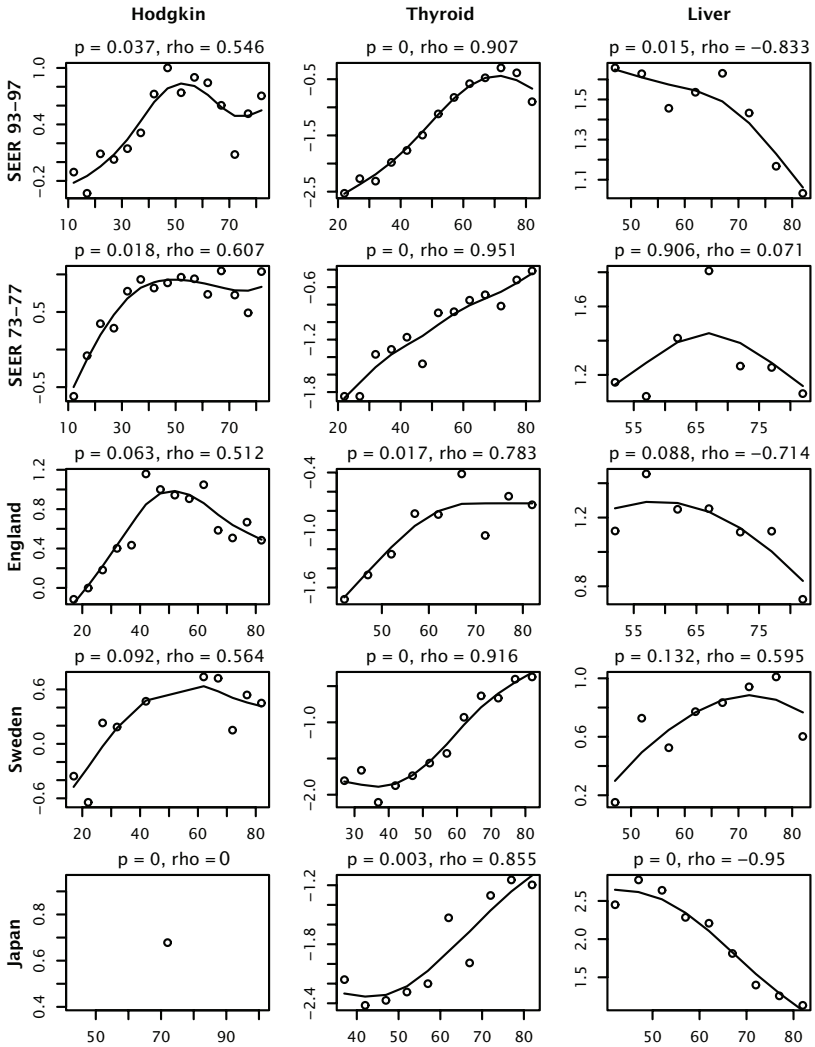 Hodgkin Thyroid Liver
p = 0.037, rho = 0.546 p = 0, rho = 0.907 p = 0.015, rho = −0.833
SEER 93−97
−0.2 0.4 1.0
−2.5 −1.5 −0.5
1.1 1.3 1.5
10 30 50 70
20 40 60 80
50 60 70 80
p = 0.018, rho = 0.607 p = 0, rho = 0.951 p = 0.906, rho = 0.071
SEER 73−77
−0.5 0.5
−1.8 −1.2 −0.6
1.2 1.6
10 30 50 70
20 40 60 80
55 65 75
p = 0.063, rho = 0.512 p = 0.017, rho = 0.783 p = 0.088, rho = −0.714
England
0.0 0.4 0.8 1.2
−1.6 −1.0 −0.4
0.8 1.2
20 40 60 80
50 60 70 80
55 65 75
p = 0.092, rho = 0.564 p = 0, rho = 0.916 p = 0.132, rho = 0.595
Sweden
−0.6 0.0 0.6
−2.0 −1.0
0.2 0.6 1.0
20 40 60 80
30 40 50 60 70 80
50 60 70 80
p = 0, rho = 0 p = 0.003, rho = 0.855 p = 0, rho = −0.95
Japan
0.4 0.6 0.8
−2.4 −1.8 −1.2
1.5 2.0 2.5
50 70 90
40 50 60 70 80
50 60 70 80